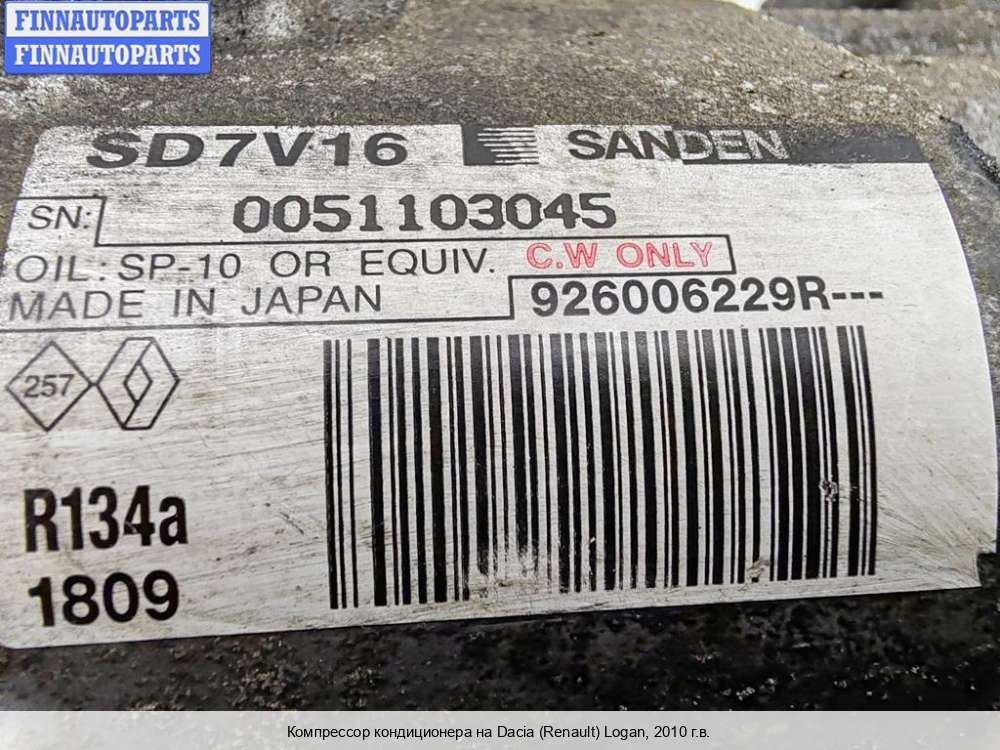 FINNAUTOPARTS
FINNAUTOPARTS
SD7V16 SANDEN
SN: 0051103045
OIL: SP-10 OR EQUIV. C.W ONLY
MADE IN JAPAN 926006229R---
257
R134a
1809
Компрессор кондиционера на Dacia (Renault) Logan, 2010 г.в.